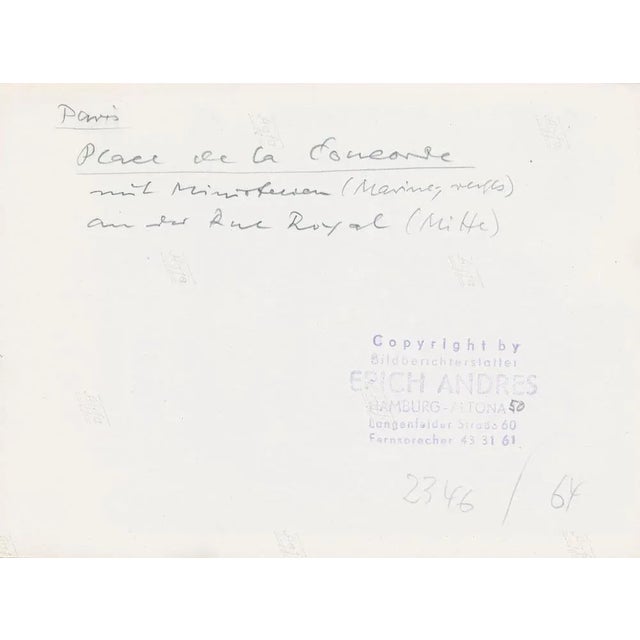 Paris
Place de la Concorde
mit Ministerien (Marine, rechts)
an der Rue Royal (Mitte)
Copyright by
Bildberichterstatter
ERICH ANDRES
HAMBURG-ALTONA 50
Langenfelder Straße 60
Fernsprecher 43 31 61
2346 / 64